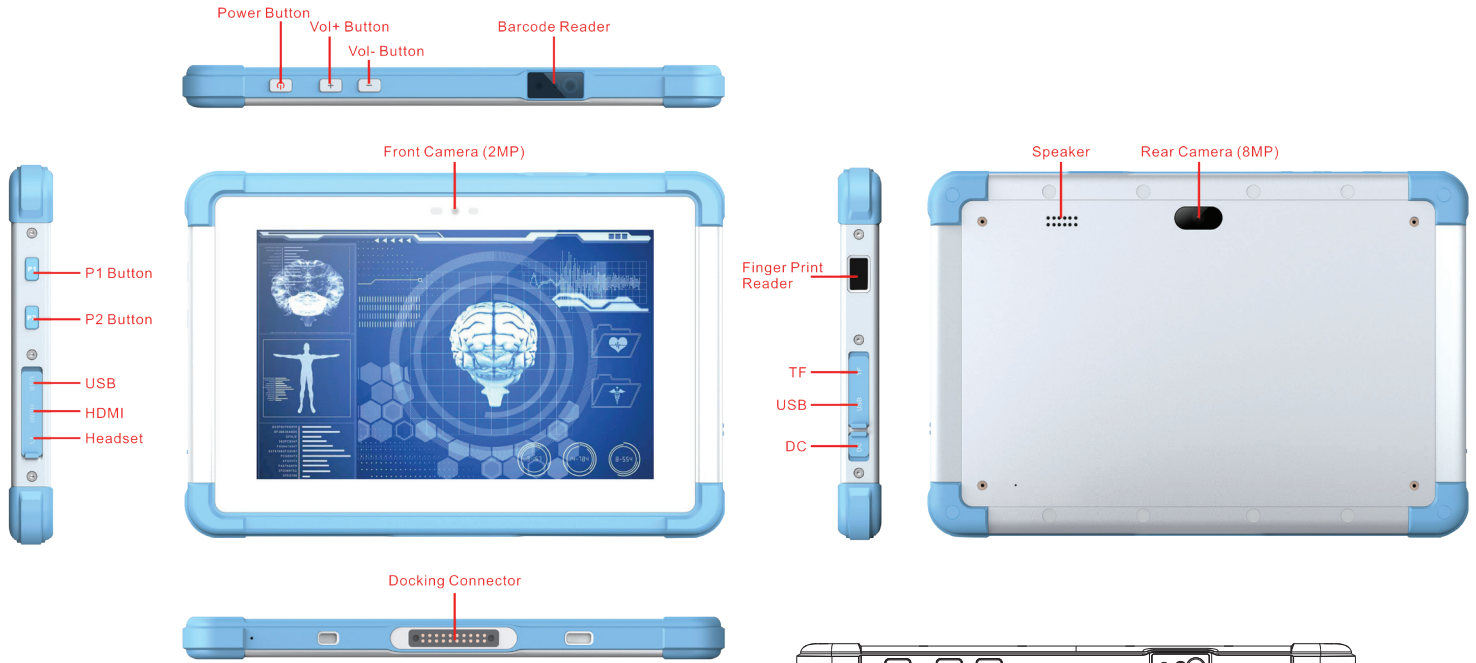 Power Button
Vol+ Button
Vol- Button
Barcode Reader
Front Camera (2MP)
Speaker
Rear Camera (8MP)
P1 Button
P2 Button
USB
HDMI
Headset
Finger Print
Reader
TF
USB
DC
Docking Connector